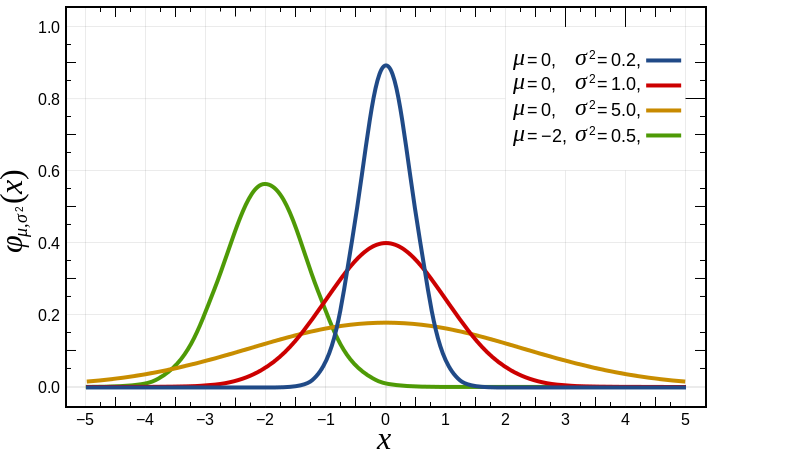 1.0
0.8
0.6
0.4
0.2
0.0
φμ,σ²(x)
μ = 0, σ² = 0.2,
μ = 0, σ² = 1.0,
μ = 0, σ² = 5.0,
μ = −2, σ² = 0.5,
−5 −4 −3 −2 −1 0 1 2 3 4 5
x